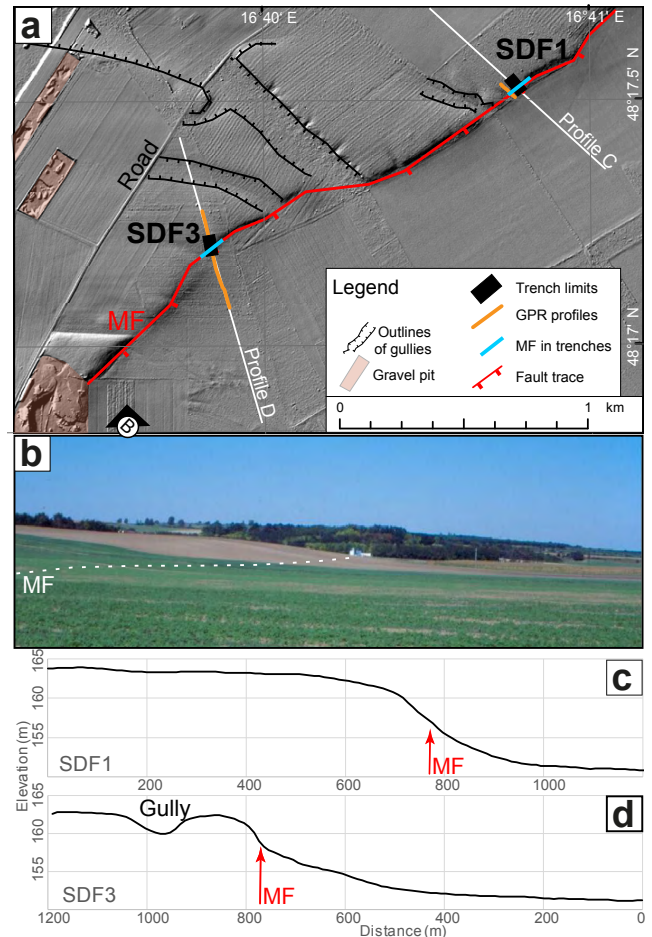 a
16°40' E
16°41' E
48°17.5' N
48°17' N
SDF1
Profile C
Road
SDF3
MF
Profile D
B
Legend
Outlines
of gullies
Gravel pit
Trench limits
GPR profiles
MF in trenches
Fault trace
0 1 km
b
MF
c
165
160
155
Elevation (m)
SDF1
MF
200 400 600 800 1000
d
165
160
155
Gully
SDF3
MF
1200 1000 800 600 400 200 0
Distance (m)